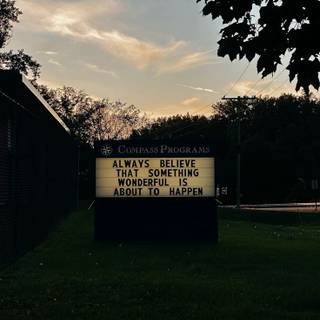 COMPASS PROGRAMS
ALWAYS BELIEVE
THAT SOMETHING
WONDERFUL IS
ABOUT TO HAPPEN